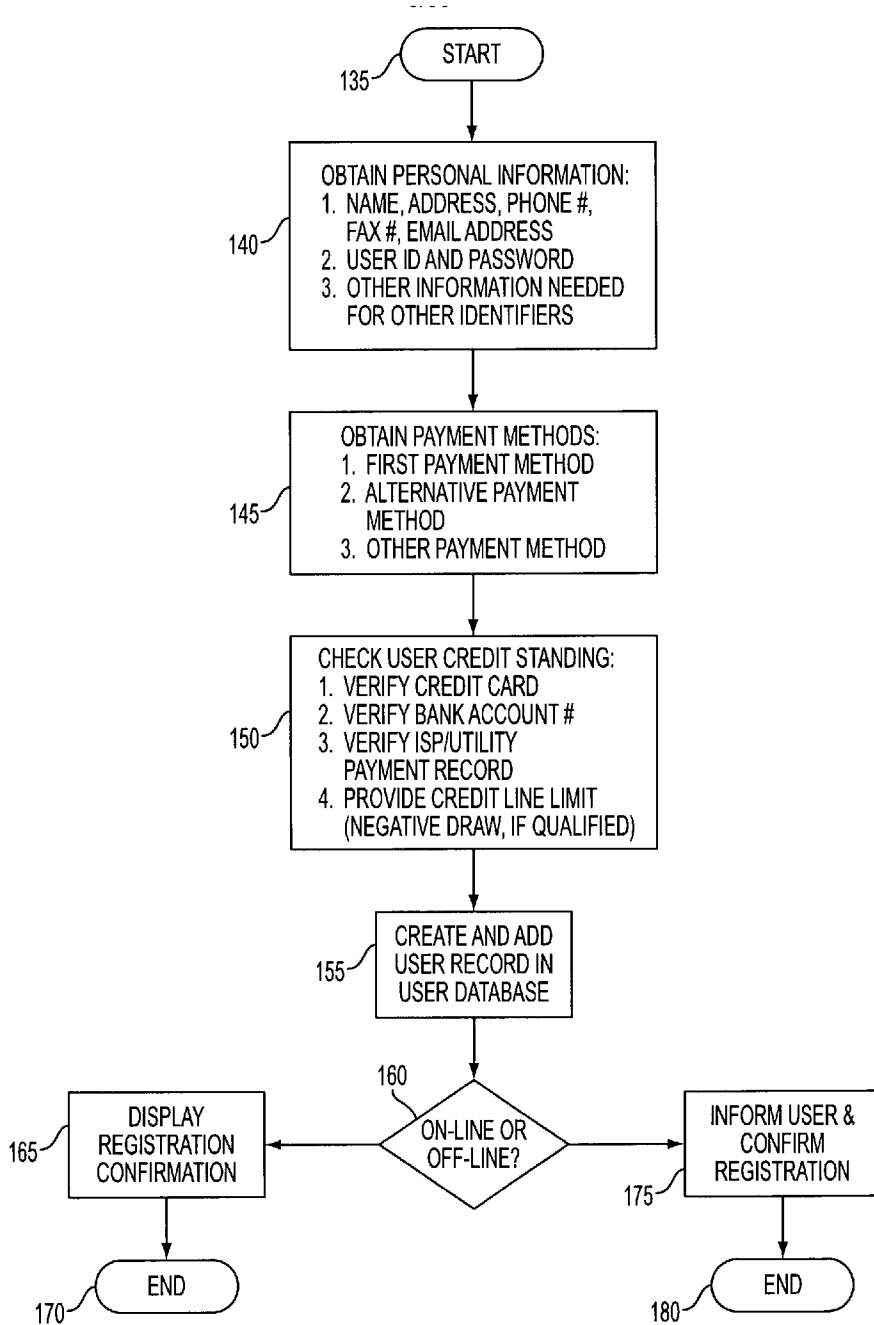 START
135
OBTAIN PERSONAL INFORMATION:
1. NAME, ADDRESS, PHONE #,
FAX #, EMAIL ADDRESS
2. USER ID AND PASSWORD
3. OTHER INFORMATION NEEDED
FOR OTHER IDENTIFIERS
140
OBTAIN PAYMENT METHODS:
1. FIRST PAYMENT METHOD
2. ALTERNATIVE PAYMENT
METHOD
3. OTHER PAYMENT METHOD
145
CHECK USER CREDIT STANDING:
1. VERIFY CREDIT CARD
2. VERIFY BANK ACCOUNT #
3. VERIFY ISP/UTILITY
PAYMENT RECORD
4. PROVIDE CREDIT LINE LIMIT
(NEGATIVE DRAW, IF QUALIFIED)
150
CREATE AND ADD
USER RECORD IN
USER DATABASE
155
160
ON-LINE OR
OFF-LINE?
DISPLAY
REGISTRATION
CONFIRMATION
165
INFORM USER &
CONFIRM
REGISTRATION
175
END
170
END
180